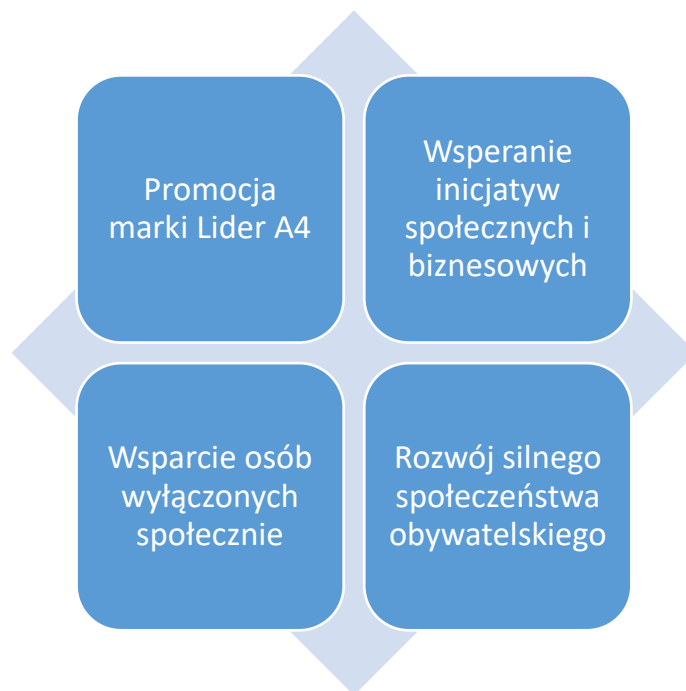 Promocja
marki Lider A4
Wsperanie
inicjatyw
społecznych i
biznesowych
Wsparcie osób
wyłączonych
społecznie
Rozwój silnego
społeczeństwa
obywatelskiego